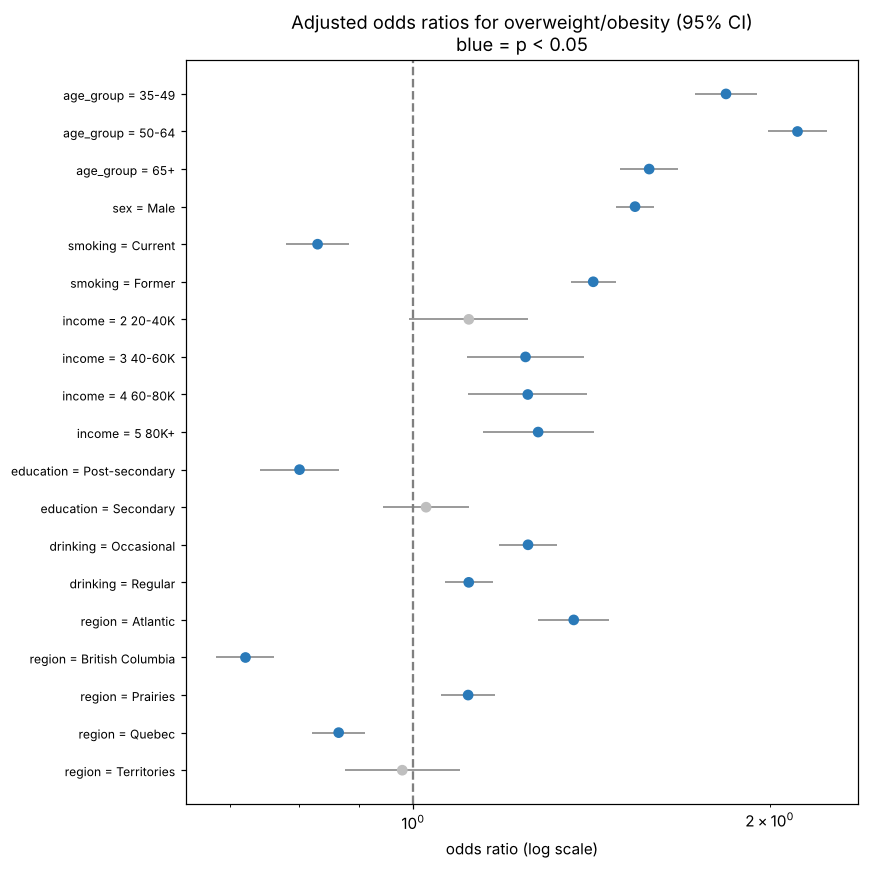 Adjusted odds ratios for overweight/obesity (95% CI)
blue = p < 0.05
age_group = 35-49
age_group = 50-64
age_group = 65+
sex = Male
smoking = Current
smoking = Former
income = 2 20-40K
income = 3 40-60K
income = 4 60-80K
income = 5 80K+
education = Post-secondary
education = Secondary
drinking = Occasional
drinking = Regular
region = Atlantic
region = British Columbia
region = Prairies
region = Quebec
region = Territories
10⁰
2 × 10⁰
odds ratio (log scale)